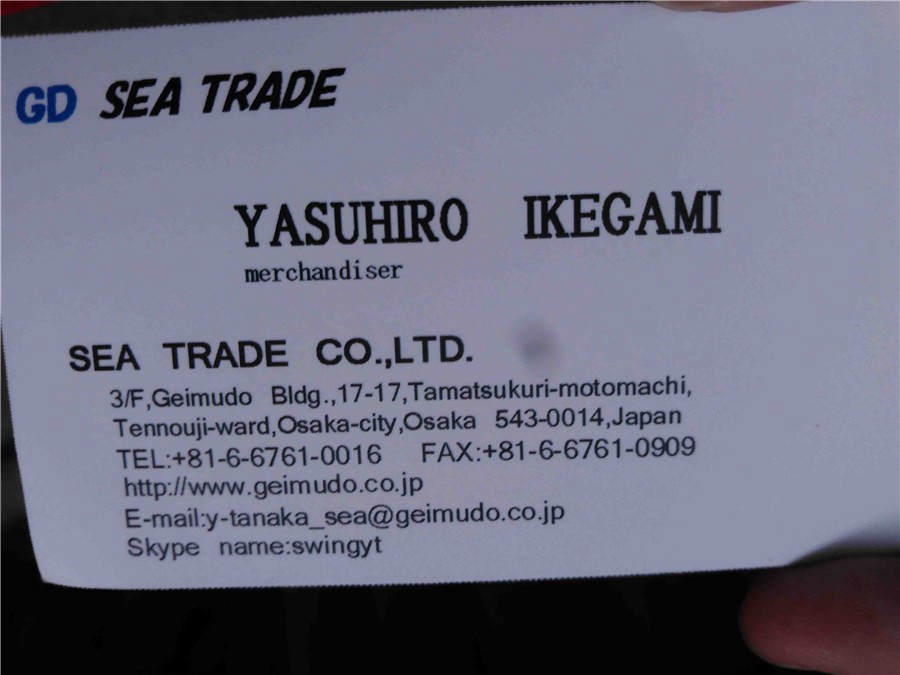 GD SEA TRADE
YASUHIRO IKEGAMI
merchandiser
SEA TRADE CO.,LTD.
3/F,Geimudo Bldg.,17-17,Tamatsukuri-motomachi,
Tennouji-ward,Osaka-city,Osaka 543-0014,Japan
TEL:+81-6-6761-0016 FAX:+81-6-6761-0909
http://www.geimudo.co.jp
E-mail:y-tanaka_sea@geimudo.co.jp
Skype name:swingyt